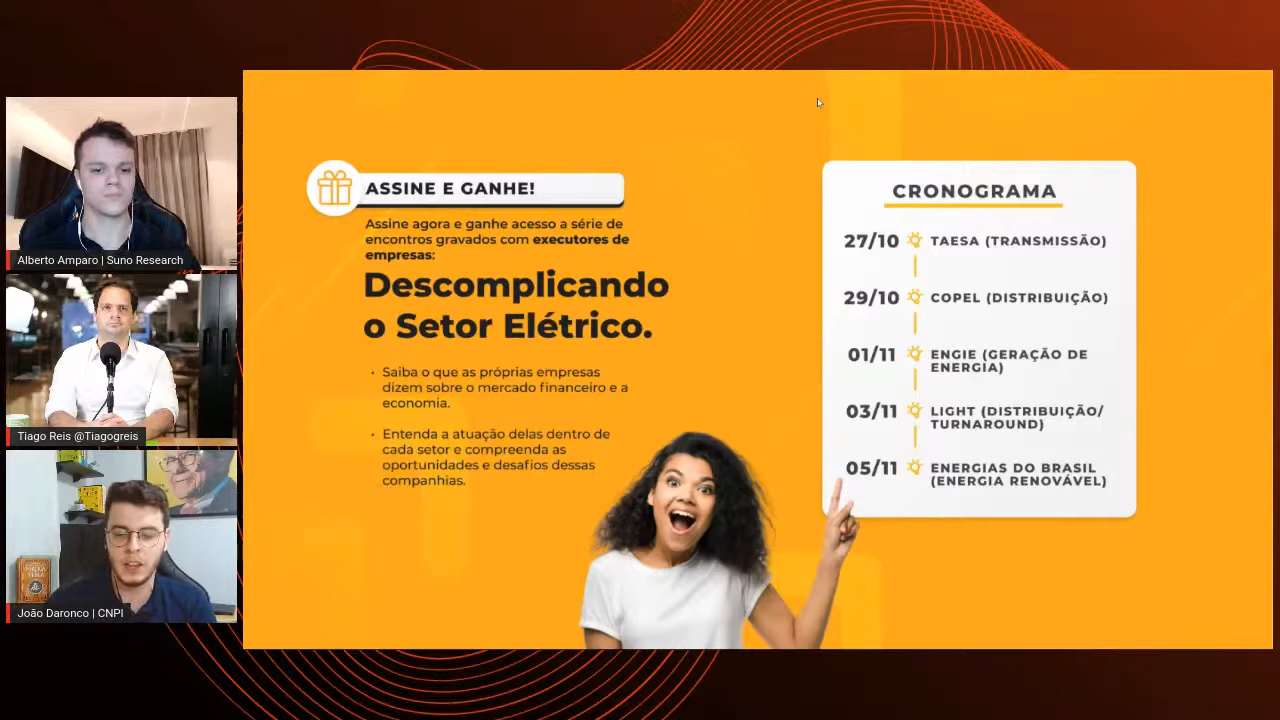 Alberto Amparo | Suno Research
Tiago Reis @Tiagogreis
João Daronco | CNPI
ASSINE E GANHE!
Assine agora e ganhe acesso a série de
encontros gravados com executores de
empresas:
Descomplicando
o Setor Elétrico.
• Saiba o que as próprias empresas
dizem sobre o mercado financeiro e a
economia.
• Entenda a atuação delas dentro de
cada setor e compreenda as
oportunidades e desafios dessas
companhias.
CRONOGRAMA
27/10 TAESA (TRANSMISSÃO)
29/10 COPEL (DISTRIBUIÇÃO)
01/11 ENGIE (GERAÇÃO DE
ENERGIA)
03/11 LIGHT (DISTRIBUIÇÃO/
TURNAROUND)
05/11 ENERGIAS DO BRASIL
(ENERGIA RENOVÁVEL)